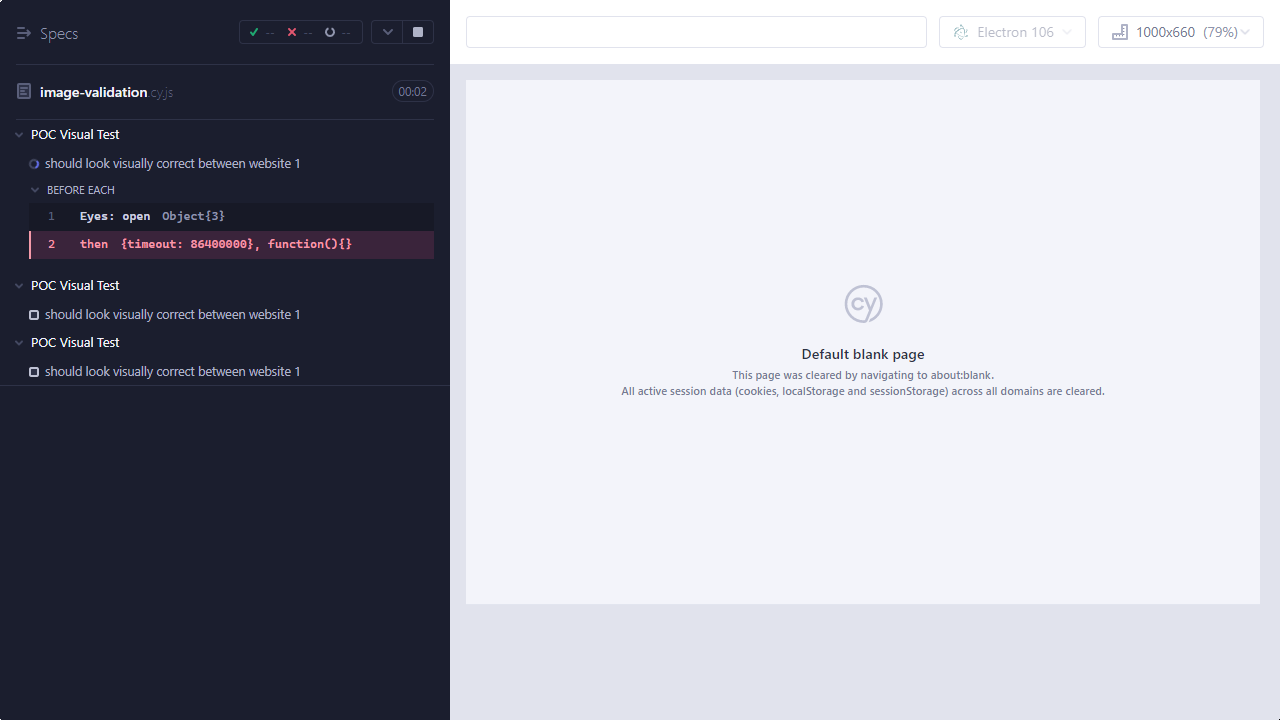 Specs
--
--
--
image-validation.cy.js
00:02
POC Visual Test
should look visually correct between website 1
BEFORE EACH
1 Eyes: open Object{3}
2 then {timeout: 86400000}, function(){}
POC Visual Test
should look visually correct between website 1
POC Visual Test
should look visually correct between website 1
Electron 106
1000x660 (79%)
cy
Default blank page
This page was cleared by navigating to about:blank.
All active session data (cookies, localStorage and sessionStorage) across all domains are cleared.